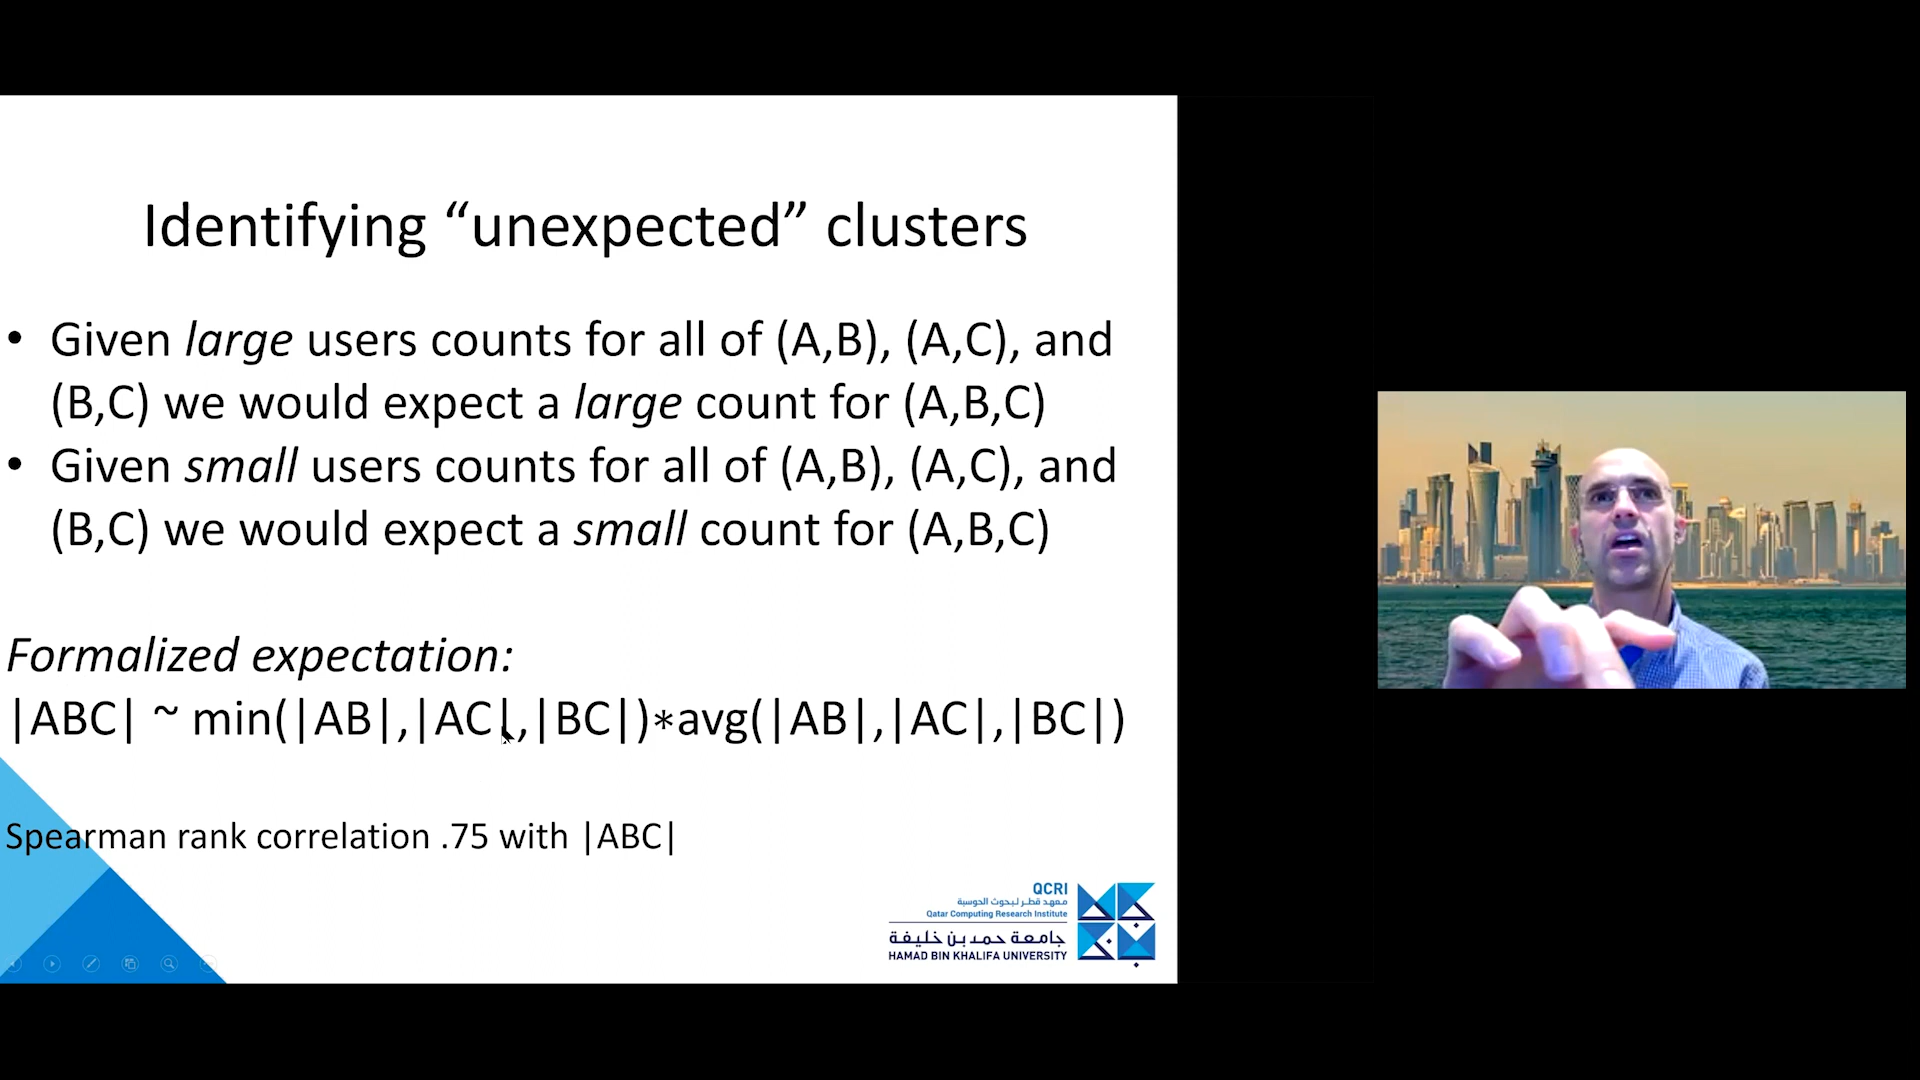 Identifying “unexpected” clusters
• Given large users counts for all of (A,B), (A,C), and
(B,C) we would expect a large count for (A,B,C)
• Given small users counts for all of (A,B), (A,C), and
(B,C) we would expect a small count for (A,B,C)
Formalized expectation:
|ABC| ~ min(|AB|,|AC|,|BC|)*avg(|AB|,|AC|,|BC|)
Spearman rank correlation .75 with |ABC|
QCRI
معهد قطر لبحوث الحوسبة
Qatar Computing Research Institute
جامعة حمد بن خليفة
HAMAD BIN KHALIFA UNIVERSITY